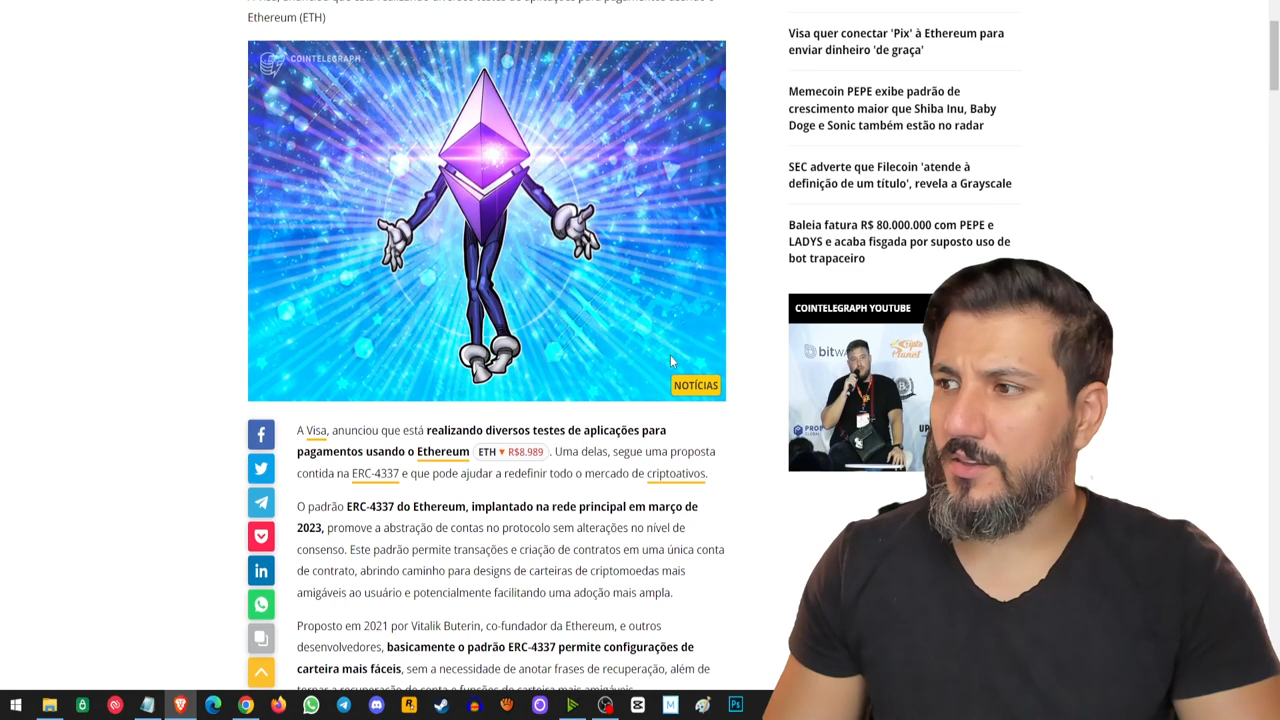 Ethereum (ETH)
COINTELEGRAPH
NOTÍCIAS
A Visa, anunciou que está realizando diversos testes de aplicações para
pagamentos usando o Ethereum ETH ▼ R$8.989 . Uma delas, segue uma proposta
contida na ERC-4337 e que pode ajudar a redefinir todo o mercado de criptoativos.
O padrão ERC-4337 do Ethereum, implantado na rede principal em março de
2023, promove a abstração de contas no protocolo sem alterações no nível de
consenso. Este padrão permite transações e criação de contratos em uma única conta
de contrato, abrindo caminho para designs de carteiras de criptomoedas mais
amigáveis ao usuário e potencialmente facilitando uma adoção mais ampla.
Proposto em 2021 por Vitalik Buterin, co-fundador da Ethereum, e outros
desenvolvedores, basicamente o padrão ERC-4337 permite configurações de
carteira mais fáceis, sem a necessidade de anotar frases de recuperação, além de
Visa quer conectar 'Pix' à Ethereum para
enviar dinheiro 'de graça'
Memecoin PEPE exibe padrão de
crescimento maior que Shiba Inu, Baby
Doge e Sonic também estão no radar
SEC adverte que Filecoin 'atende à
definição de um título', revela a Grayscale
Baleia fatura R$ 80.000.000 com PEPE e
LADYS e acaba fisgada por suposto uso de
bot trapaceiro
COINTELEGRAPH YOUTUBE